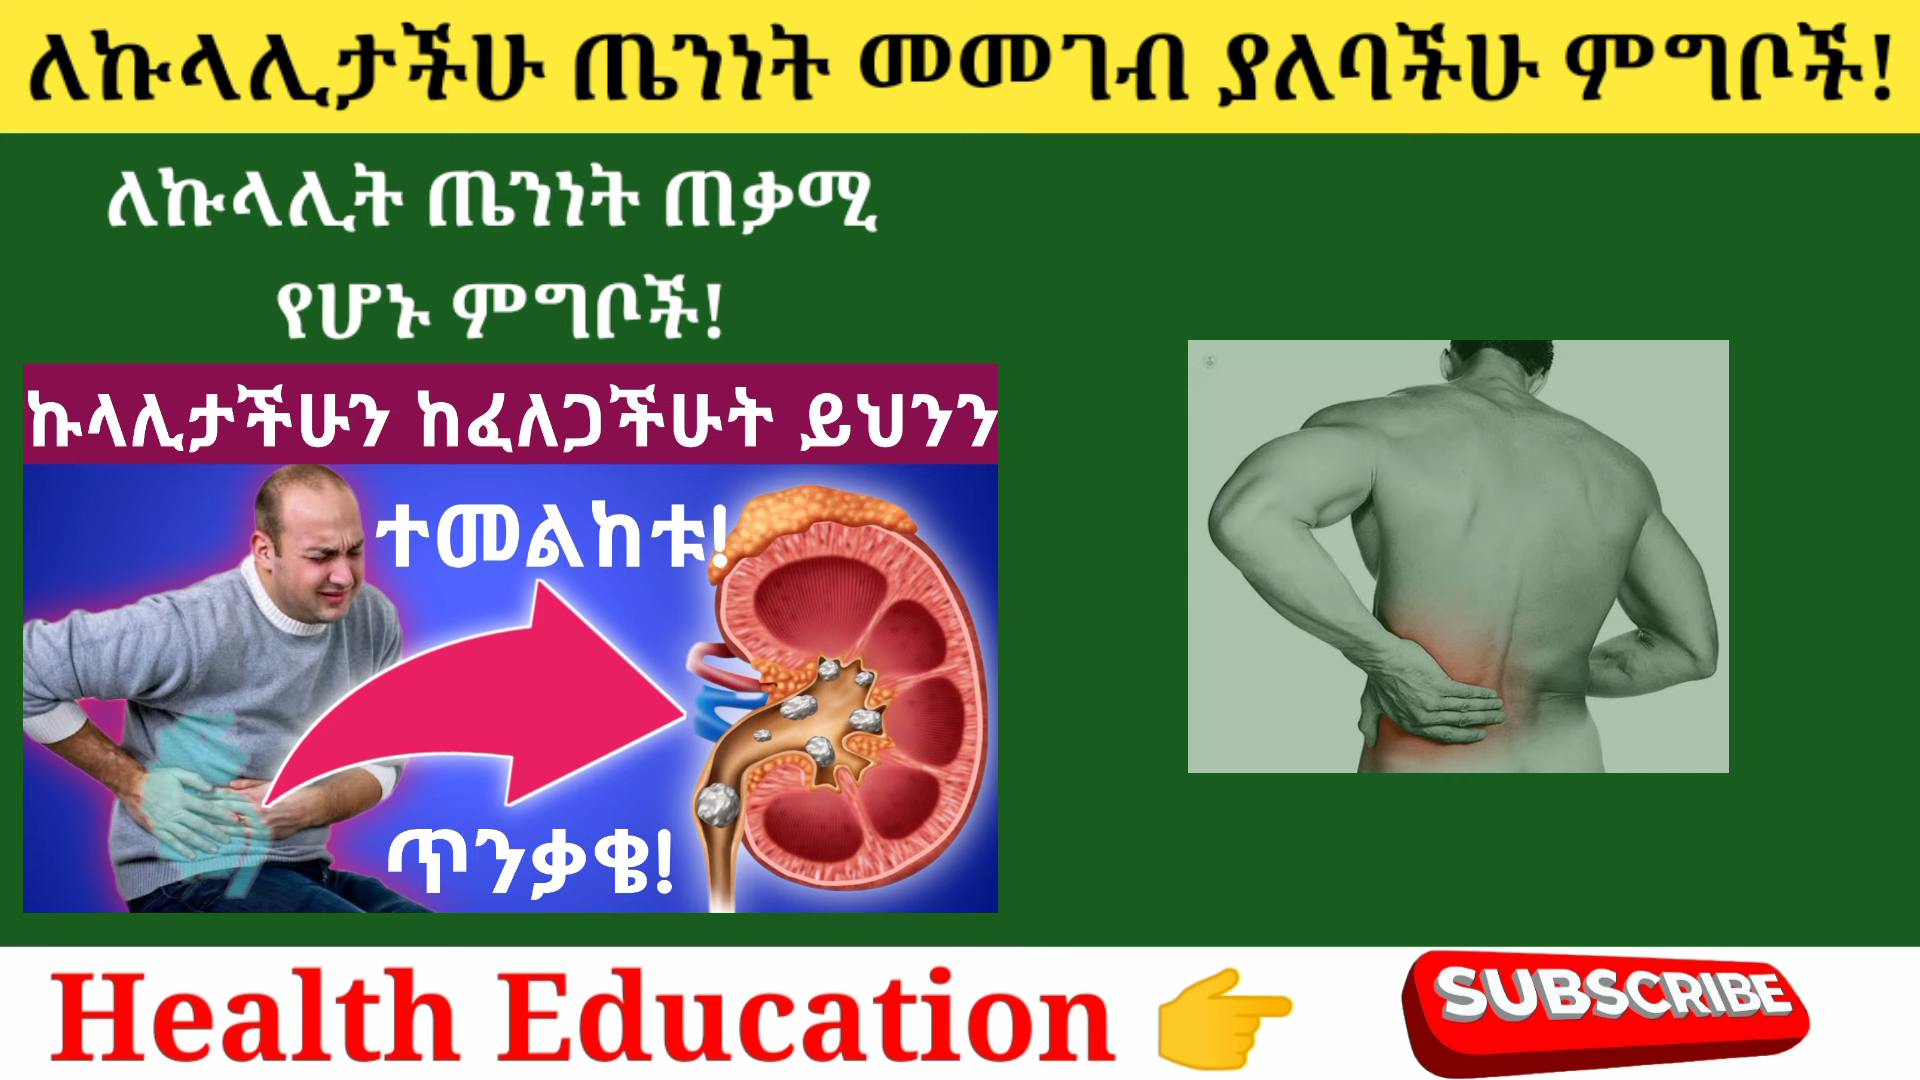 ለኩላሊታችሁ ጤንነት መመገብ ያለባችሁ ምግቦች!
ለኩላሊት ጤንነት ጠቃሚ
የሆኑ ምግቦች!
ኩላሊታችሁን ከፈለጋችሁት ይህንን
ተመልከቱ!
ጥንቃቄ!
Health Education
SUBSCRIBE